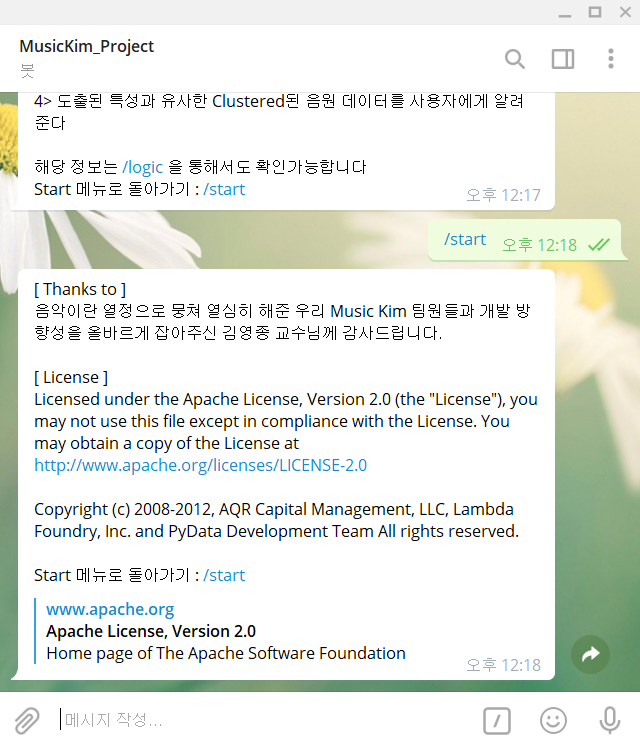 MusicKim_Project
봇
4> 도출된 특성과 유사한 Clustered된 음원 데이터를 사용자에게 알려
준다
해당 정보는 /logic 을 통해서도 확인가능합니다
Start 메뉴로 돌아가기 : /start
오후 12:17
/start 오후 12:18
[ Thanks to ]
음악이란 열정으로 뭉쳐 열심히 해준 우리 Music Kim 팀원들과 개발 방
향성을 올바르게 잡아주신 김영종 교수님께 감사드립니다.
[ License ]
Licensed under the Apache License, Version 2.0 (the "License"), you
may not use this file except in compliance with the License. You
may obtain a copy of the License at
http://www.apache.org/licenses/LICENSE-2.0
Copyright (c) 2008-2012, AQR Capital Management, LLC, Lambda
Foundry, Inc. and PyData Development Team All rights reserved.
Start 메뉴로 돌아가기 : /start
www.apache.org
Apache License, Version 2.0
Home page of The Apache Software Foundation
오후 12:18
메시지 작성...